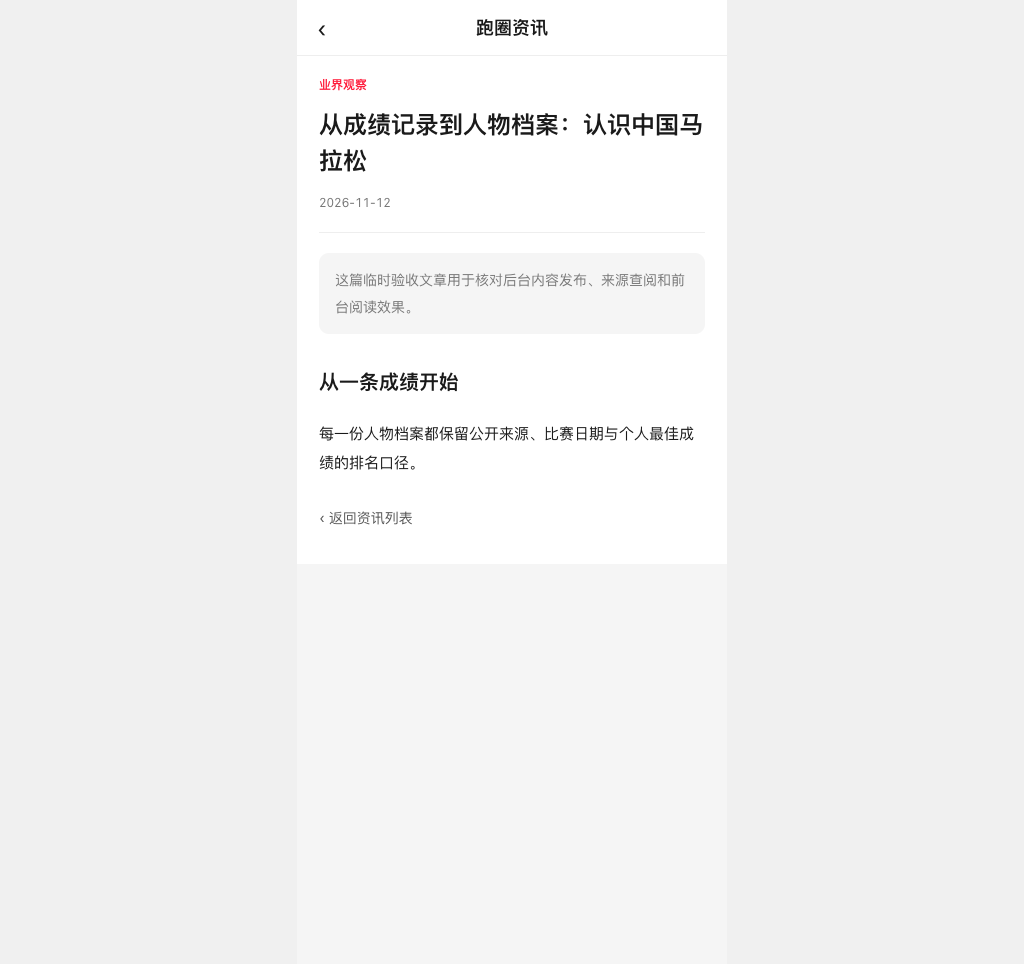 ‹ 跑圈资讯
业界观察
从成绩记录到人物档案：认识中国马
拉松
2026-11-12
这篇临时验收文章用于核对后台内容发布、来源查阅和前
台阅读效果。
从一条成绩开始
每一份人物档案都保留公开来源、比赛日期与个人最佳成
绩的排名口径。
‹ 返回资讯列表